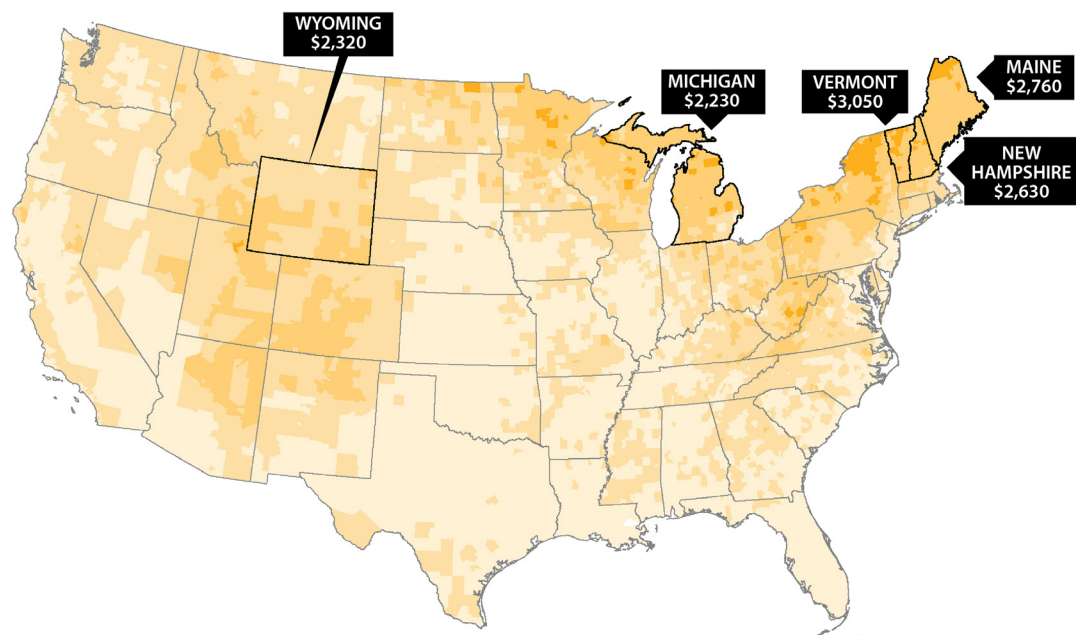 WYOMING
$2,320
MICHIGAN
$2,230
VERMONT
$3,050
MAINE
$2,760
NEW
HAMPSHIRE
$2,630